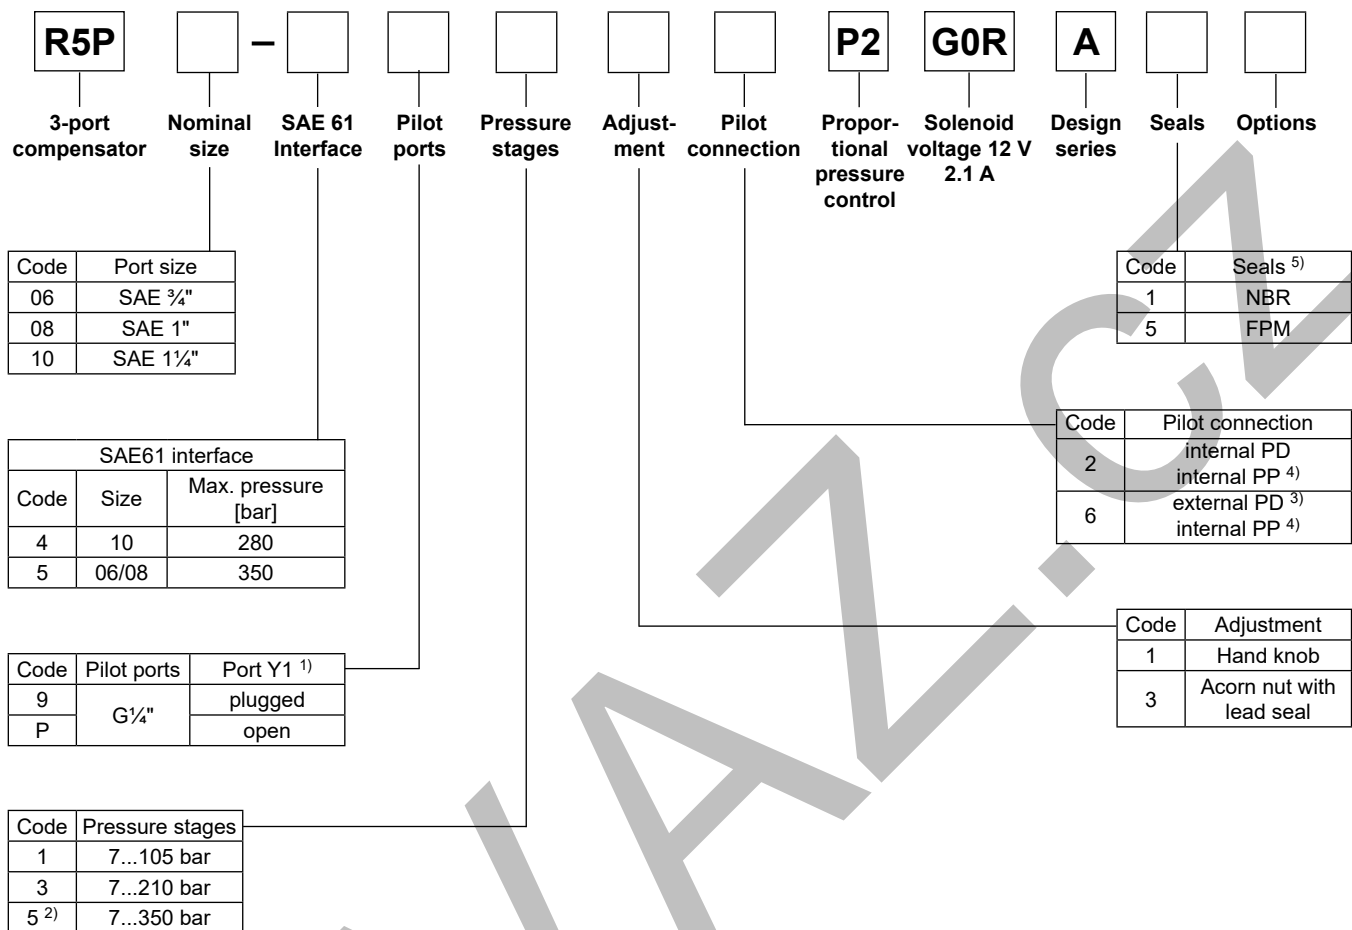 R5P – P2 G0R A
3-port compensator
Nominal size
SAE 61 Interface
Pilot ports
Pressure stages
Adjust-ment
Pilot connection
Propor-tional pressure control
Solenoid voltage 12 V 2.1 A
Design series
Seals
Options
Code Port size
06 SAE ¾"
08 SAE 1"
10 SAE 1¼"
Code Seals 5)
1 NBR
5 FPM
SAE61 interface
Code Size Max. pressure [bar]
4 10 280
5 06/08 350
Code Pilot connection
2 internal PD
internal PP 4)
6 external PD 3)
internal PP 4)
Code Adjustment
1 Hand knob
3 Acorn nut with
lead seal
Code Pilot ports Port Y1 1)
9 G¼" plugged
P open
Code Pressure stages
1 7...105 bar
3 7...210 bar
5 2) 7...350 bar
VAZ.cz